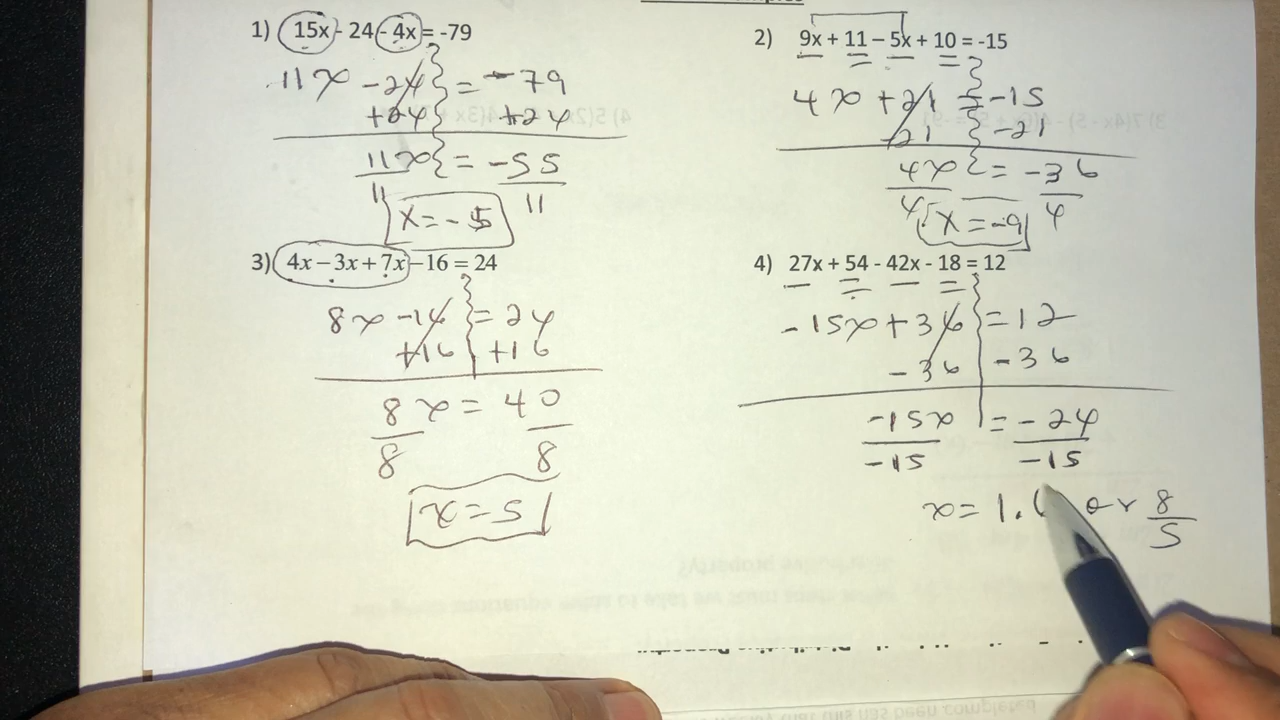 1) 15x - 24 - 4x = -79
11x - 24 = -79
+24 +24
11x = -55
11 11
x = -5
2) 9x + 11 – 5x + 10 = -15
4x + 21 = -15
-21 -21
4x = -36
4 4
x = -9
3) 4x – 3x + 7x – 16 = 24
8x - 16 = 24
+16 +16
8x = 40
8 8
x = 5
4) 27x + 54 - 42x - 18 = 12
-15x + 36 = 12
-36 -36
-15x = -24
-15 -15
x = 1. or 8
5